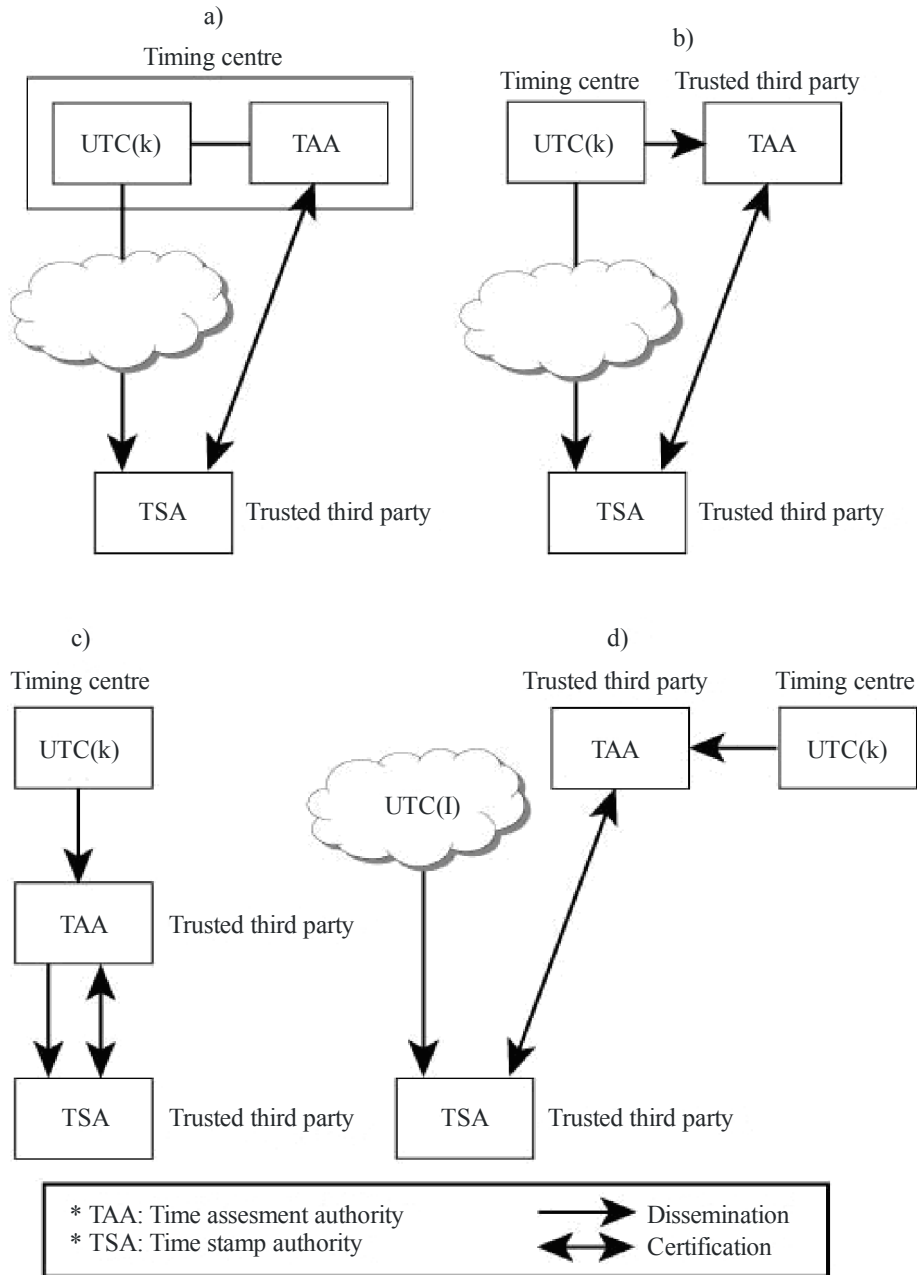 a)
Timing centre
UTC(k)
TAA
TSA
Trusted third party
b)
Timing centre
Trusted third party
UTC(k)
TAA
TSA
Trusted third party
c)
Timing centre
UTC(k)
TAA
Trusted third party
TSA
Trusted third party
d)
Trusted third party
Timing centre
TAA
UTC(k)
UTC(I)
TSA
Trusted third party
* TAA: Time assesment authority
* TSA: Time stamp authority
Dissemination
Certification